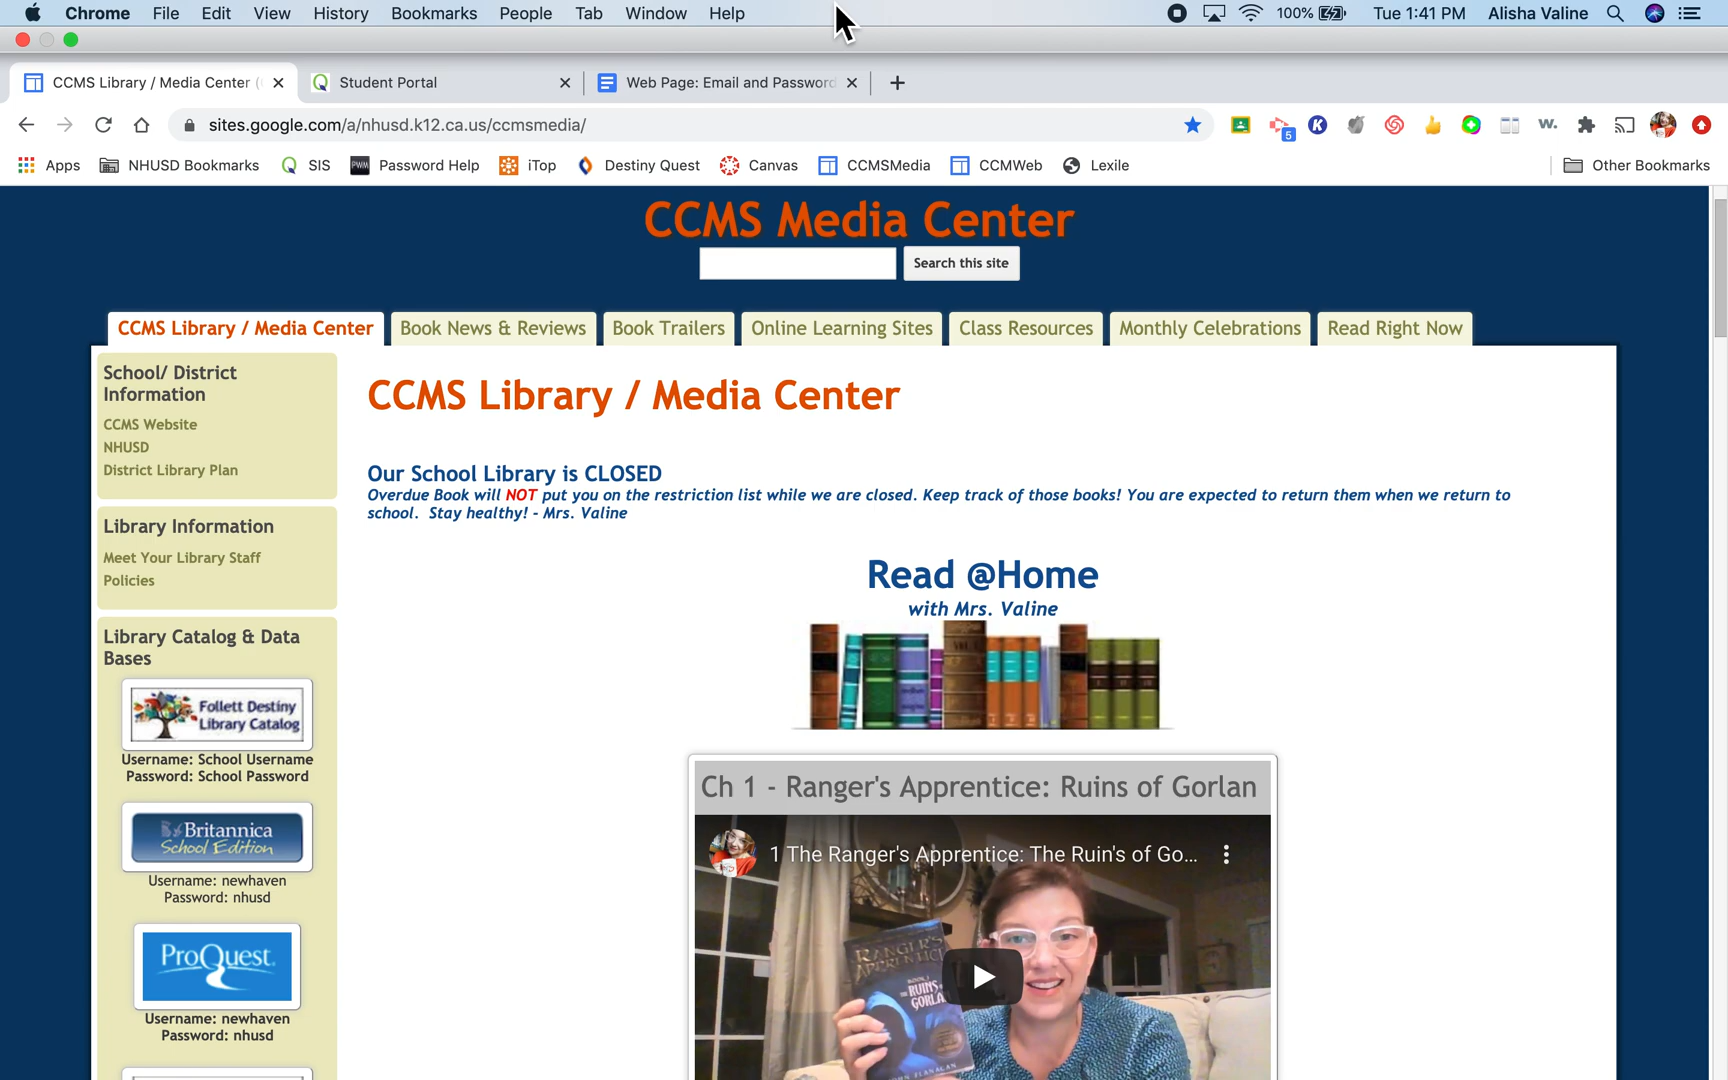 Chrome File Edit View History Bookmarks People Tab Window Help 100% Tue 1:41 PM Alisha Valine
CCMS Library / Media Center ( Student Portal Web Page: Email and Password
sites.google.com/a/nhusd.k12.ca.us/ccmsmedia/ 5 K w.
Apps NHUSD Bookmarks SIS PWM Password Help iTop Destiny Quest Canvas CCMSMedia CCMWeb Lexile Other Bookmarks
CCMS Media Center
Search this site
CCMS Library / Media Center Book News & Reviews Book Trailers Online Learning Sites Class Resources Monthly Celebrations Read Right Now
School/ District
Information
CCMS Website
NHUSD
District Library Plan
Library Information
Meet Your Library Staff
Policies
Library Catalog & Data
Bases
Follett Destiny
Library Catalog
Username: School Username
Password: School Password
Britannica
School Edition
Username: newhaven
Password: nhusd
ProQuest
Username: newhaven
Password: nhusd
CCMS Library / Media Center
Our School Library is CLOSED
Overdue Book will NOT put you on the restriction list while we are closed. Keep track of those books! You are expected to return them when we return to
school. Stay healthy! - Mrs. Valine
Read @Home
with Mrs. Valine
Ch 1 - Ranger's Apprentice: Ruins of Gorlan
1 The Ranger's Apprentice: The Ruin's of Go...
RANGER'S
APPRENTICE
RUINS
GORLAN